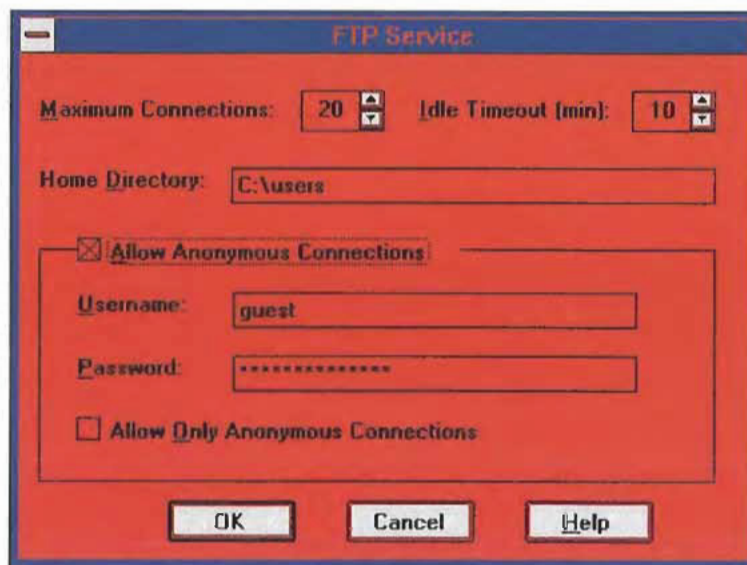 FTP Service
Maximum Connections: 20 Idle Timeout (min): 10
Home Directory: C:\users
Allow Anonymous Connections
Username: guest
Password: **************
Allow Only Anonymous Connections
OK Cancel Help